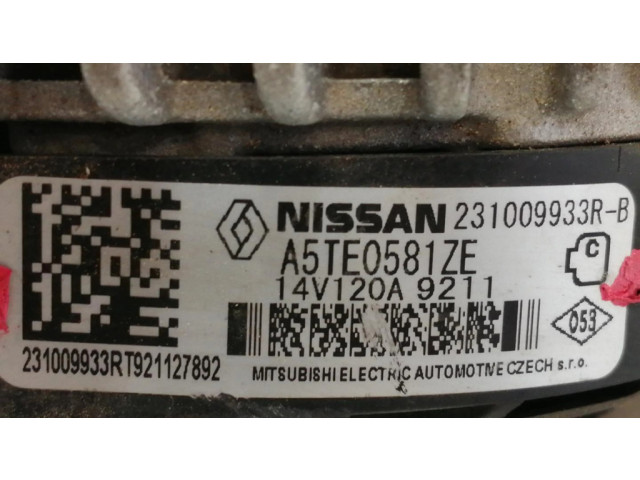 NISSAN 231009933R-B
A5TE0581ZE
C
14V120A 9211
053
231009933RT921127892
MITSUBISHI ELECTRIC AUTOMOTIVE CZECH s.r.o.